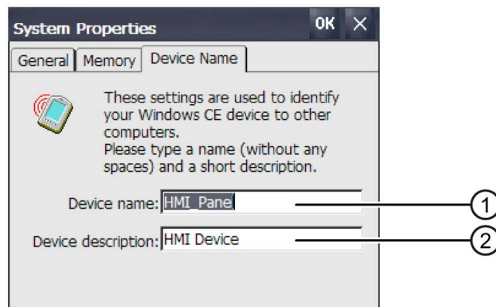 System Properties OK ×
General Memory Device Name
These settings are used to identify
your Windows CE device to other
computers.
Please type a name (without any
spaces) and a short description.
Device name: HMI_Panel 1
Device description: HMI Device 2